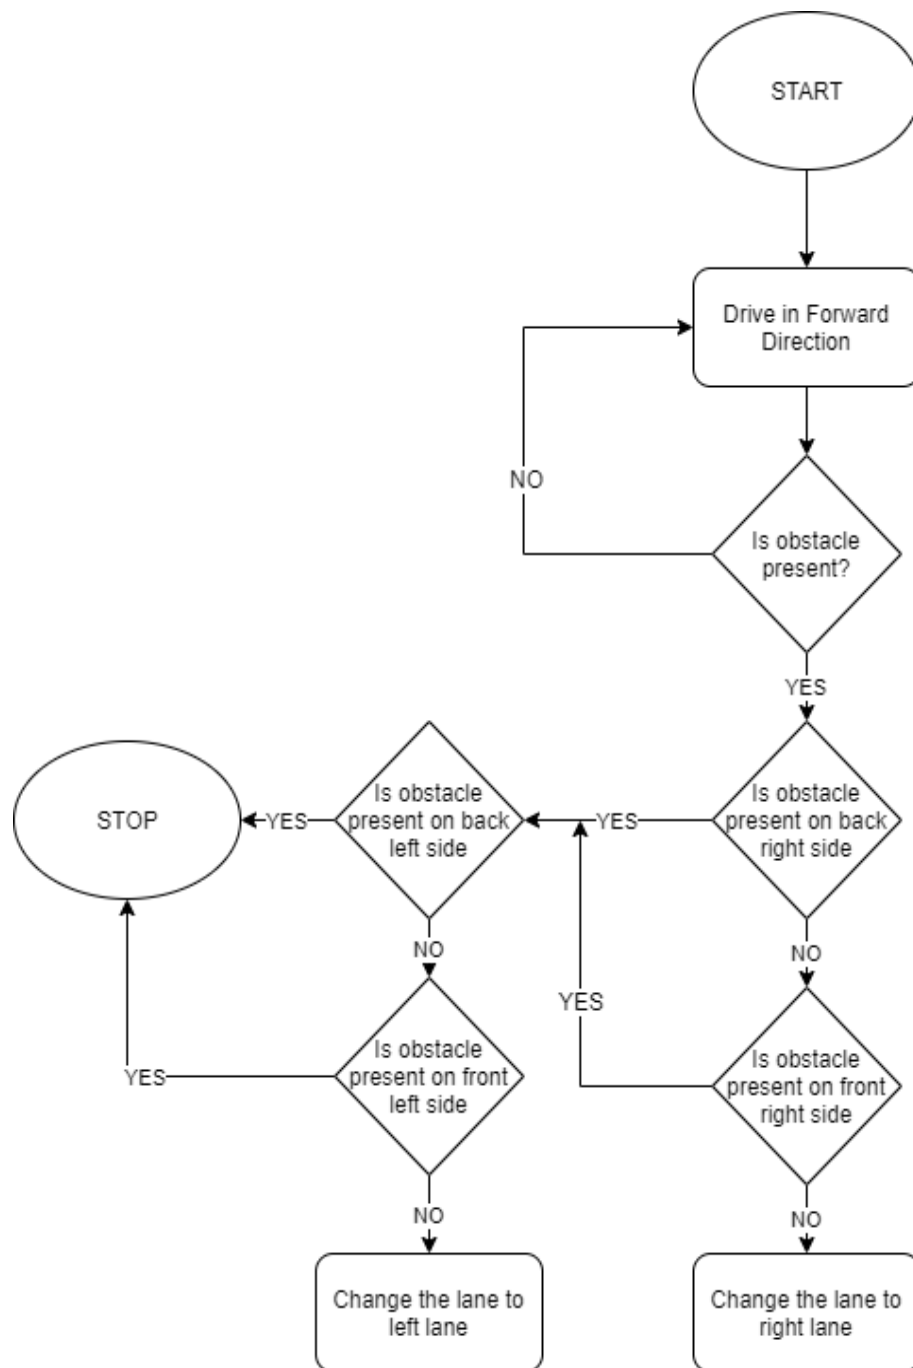 START
Drive in Forward
Direction
NO
Is obstacle
present?
YES
Is obstacle
present on back
right side
YES
Is obstacle
present on back
left side
YES
STOP
NO
NO
Is obstacle
present on front
right side
YES
Is obstacle
present on front
left side
YES
NO
NO
Change the lane to
left lane
Change the lane to
right lane